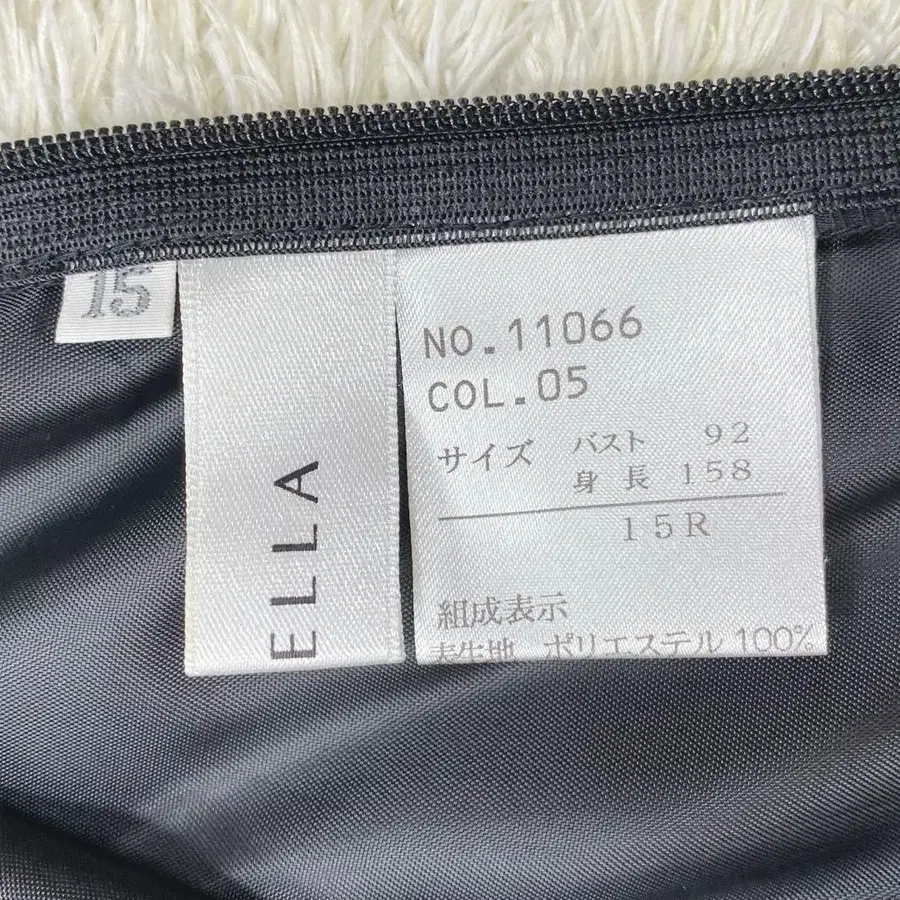 15
ELLA
NO.11066
COL.05
サイズ バスト 92
身長 158
15R
組成表示
表生地 ポリエステル 100%